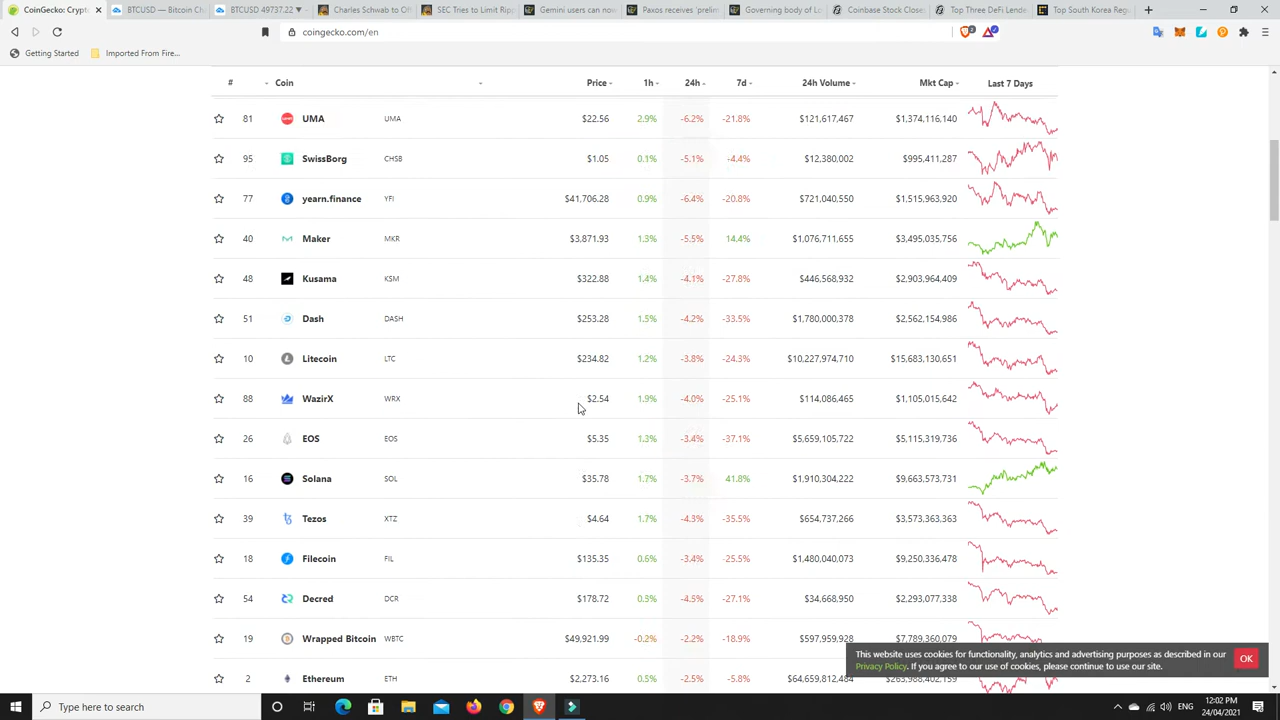 CoinGecko: Crypto
BTCUSD — Bitcoin Ch
BTCUSD 49737.22 ▼
Charles Schwab to Of
SEC Tries to Limit Ripp
Gemini users can now
Paxos receives 'prelim
Governing body of Lo
Coinbase Stock Closes
Top Three DeFi Lende
Top South Korea Regu
coingecko.com/en
Getting Started
Imported From Fire...
# Coin Price 1h 24h 7d 24h Volume Mkt Cap Last 7 Days
81 UMA UMA $22.56 2.9% -6.2% -21.8% $121,617,467 $1,374,116,140
95 SwissBorg CHSB $1.05 0.1% -5.1% -4.4% $12,380,002 $995,411,287
77 yearn.finance YFI $41,706.28 0.9% -6.4% -20.8% $721,040,550 $1,515,963,920
40 Maker MKR $3,871.93 1.3% -5.5% 14.4% $1,076,711,655 $3,495,035,756
48 Kusama KSM $322.88 1.4% -4.1% -27.8% $446,568,932 $2,903,964,409
51 Dash DASH $253.28 1.5% -4.2% -33.5% $1,780,000,378 $2,562,154,986
10 Litecoin LTC $234.82 1.2% -3.8% -24.3% $10,227,974,710 $15,683,130,651
88 WazirX WRX $2.54 1.9% -4.0% -25.1% $114,086,465 $1,105,015,642
26 EOS EOS $5.35 1.3% -3.4% -37.1% $5,659,105,722 $5,115,319,736
16 Solana SOL $35.78 1.7% -3.7% 41.8% $1,910,304,222 $9,663,573,731
39 Tezos XTZ $4.64 1.7% -4.3% -35.5% $654,737,266 $3,573,363,363
18 Filecoin FIL $135.35 0.6% -3.4% -25.5% $1,480,040,073 $9,250,336,478
54 Decred DCR $178.72 0.3% -4.5% -27.1% $34,668,950 $2,293,077,338
19 Wrapped Bitcoin WBTC $49,921.99 -0.2% -2.2% -18.9% $597,959,928 $7,789,360,079
2 Ethereum ETH $2,273.16 0.5% -2.5% -5.8% $64,659,812,484 $263,988,402,159
This website uses cookies for functionality, analytics and advertising purposes as described in our
Privacy Policy. If you agree to our use of cookies, please continue to use our site.
OK
Type here to search
ENG
12:02 PM
24/04/2021